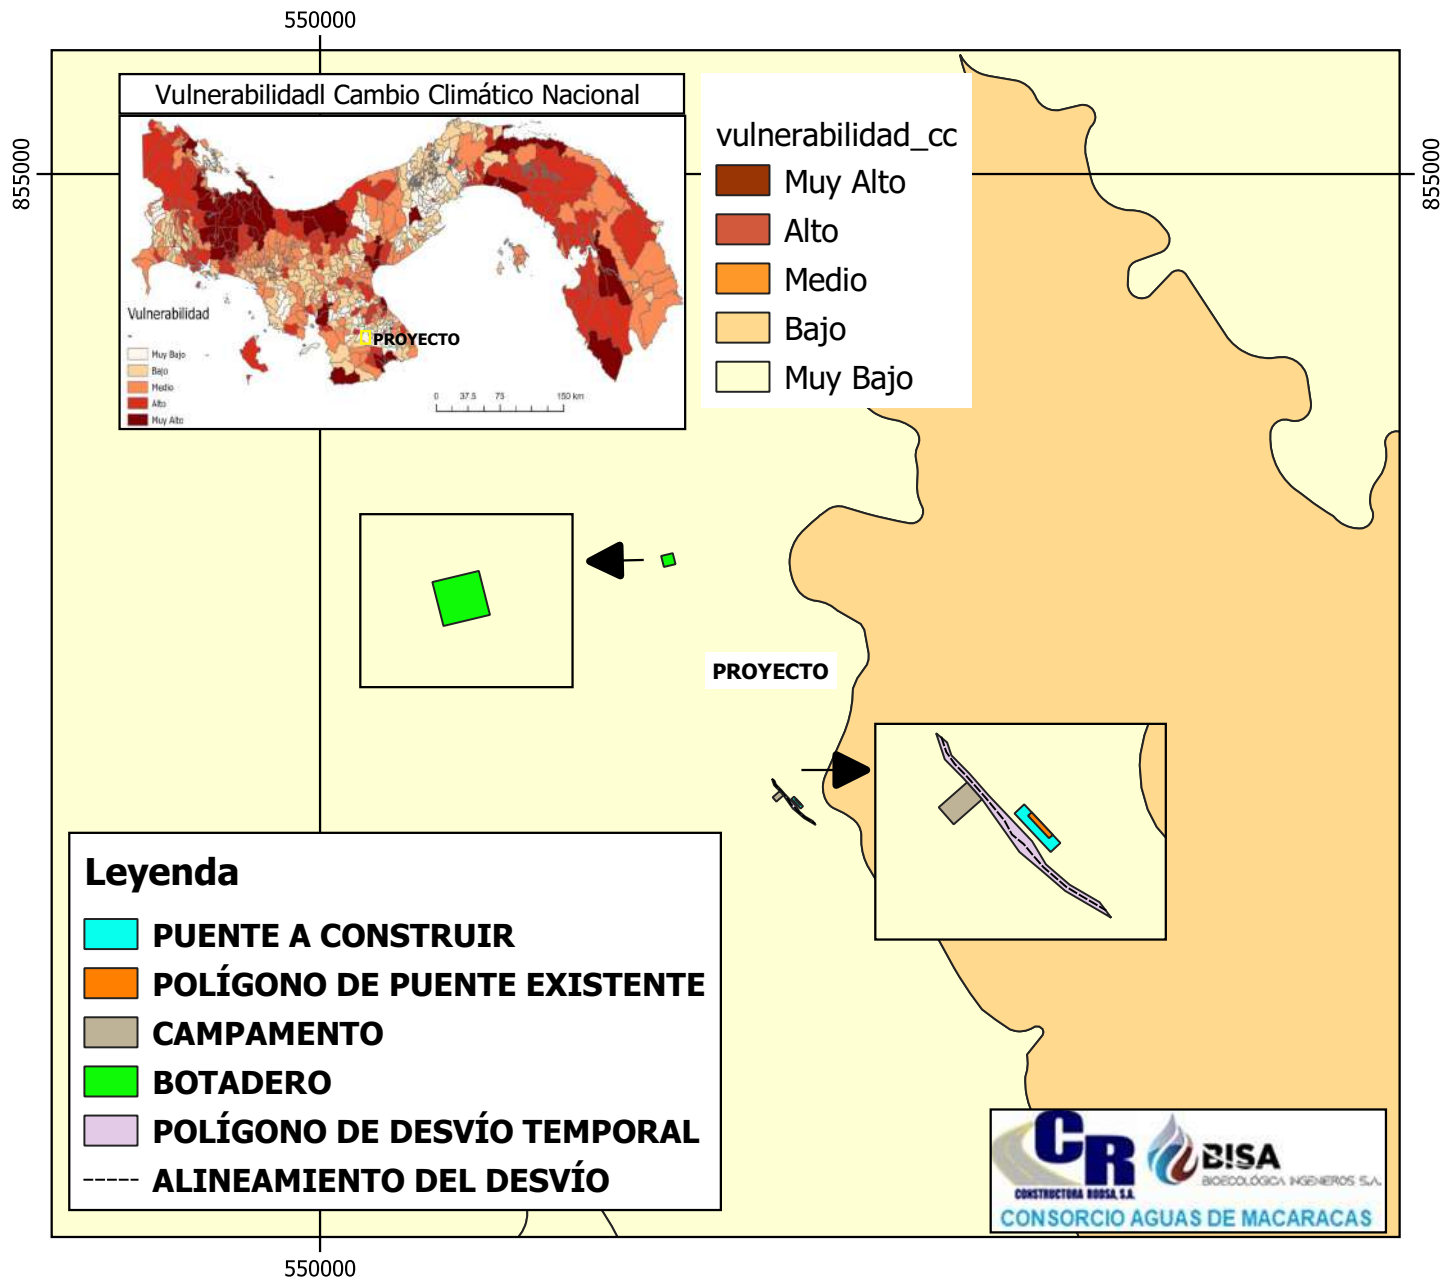 550000
855000
855000
Vulnerabilidadl Cambio Climático Nacional
Vulnerabilidad
Muy Bajo
Bajo
Medio
Alto
Muy Alto
PROYECTO
0 37.5 75 150 km
vulnerabilidad_cc
Muy Alto
Alto
Medio
Bajo
Muy Bajo
PROYECTO
Leyenda
PUENTE A CONSTRUIR
POLÍGONO DE PUENTE EXISTENTE
CAMPAMENTO
BOTADERO
POLÍGONO DE DESVÍO TEMPORAL
ALINEAMIENTO DEL DESVÍO
CR
CONSTRUCTORA RODSA, S.A.
BISA
BIOECOLÓGICA INGENIEROS S.A.
CONSORCIO AGUAS DE MACARACAS
550000